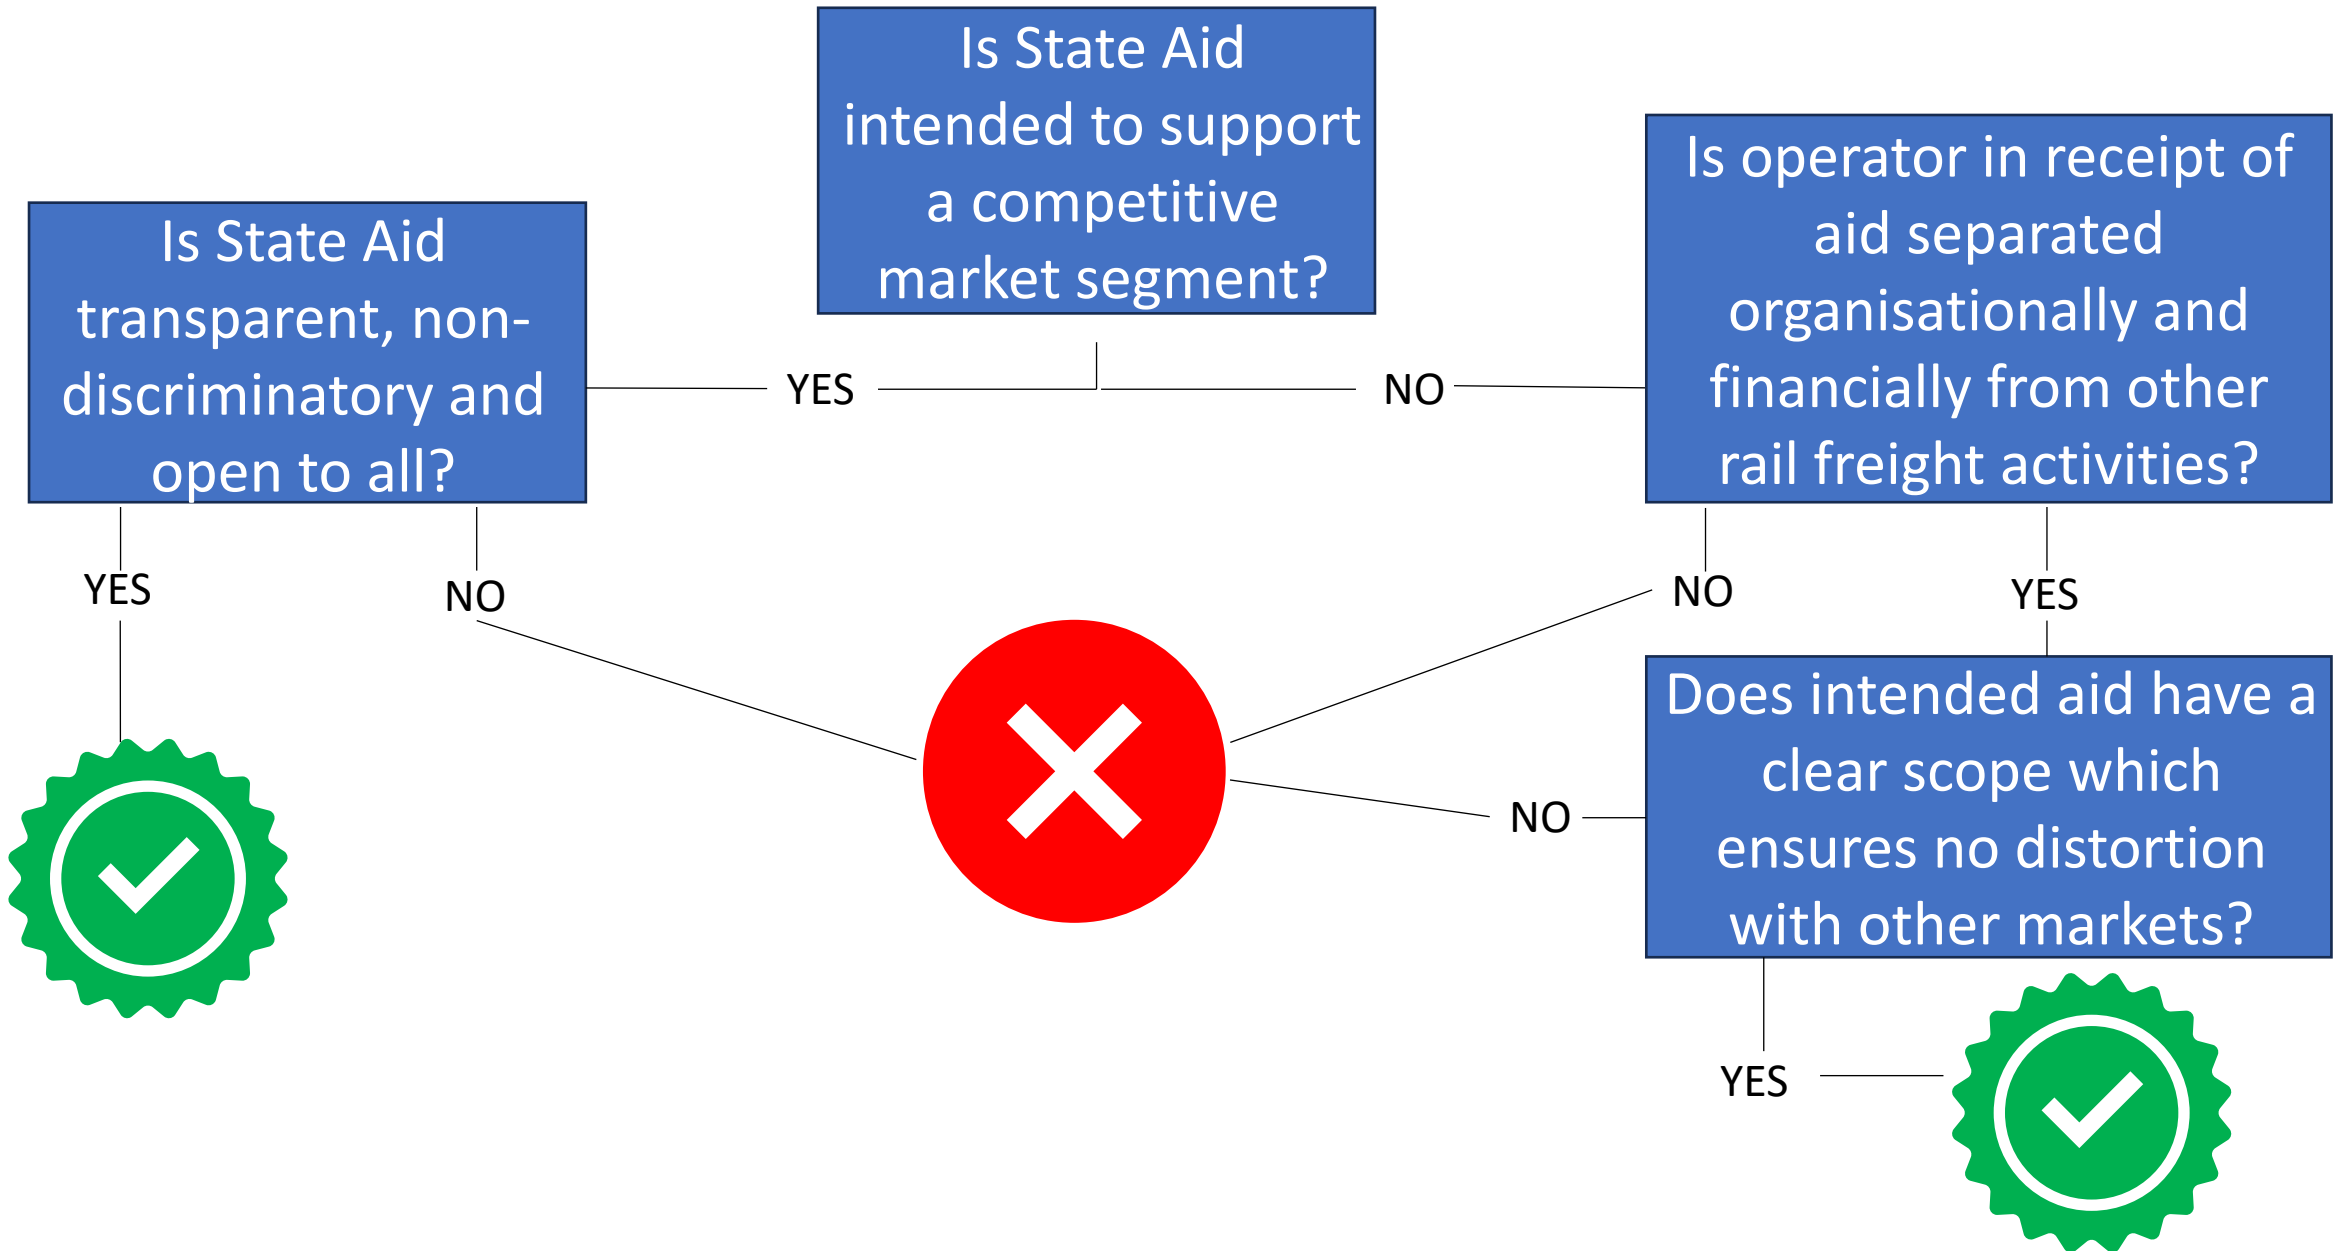 Is State Aid
intended to support
a competitive
market segment?
YES
NO
Is State Aid
transparent, non-
discriminatory and
open to all?
YES
NO
Is operator in receipt of
aid separated
organisationally and
financially from other
rail freight activities?
NO
YES
Does intended aid have a
clear scope which
ensures no distortion
with other markets?
NO
YES